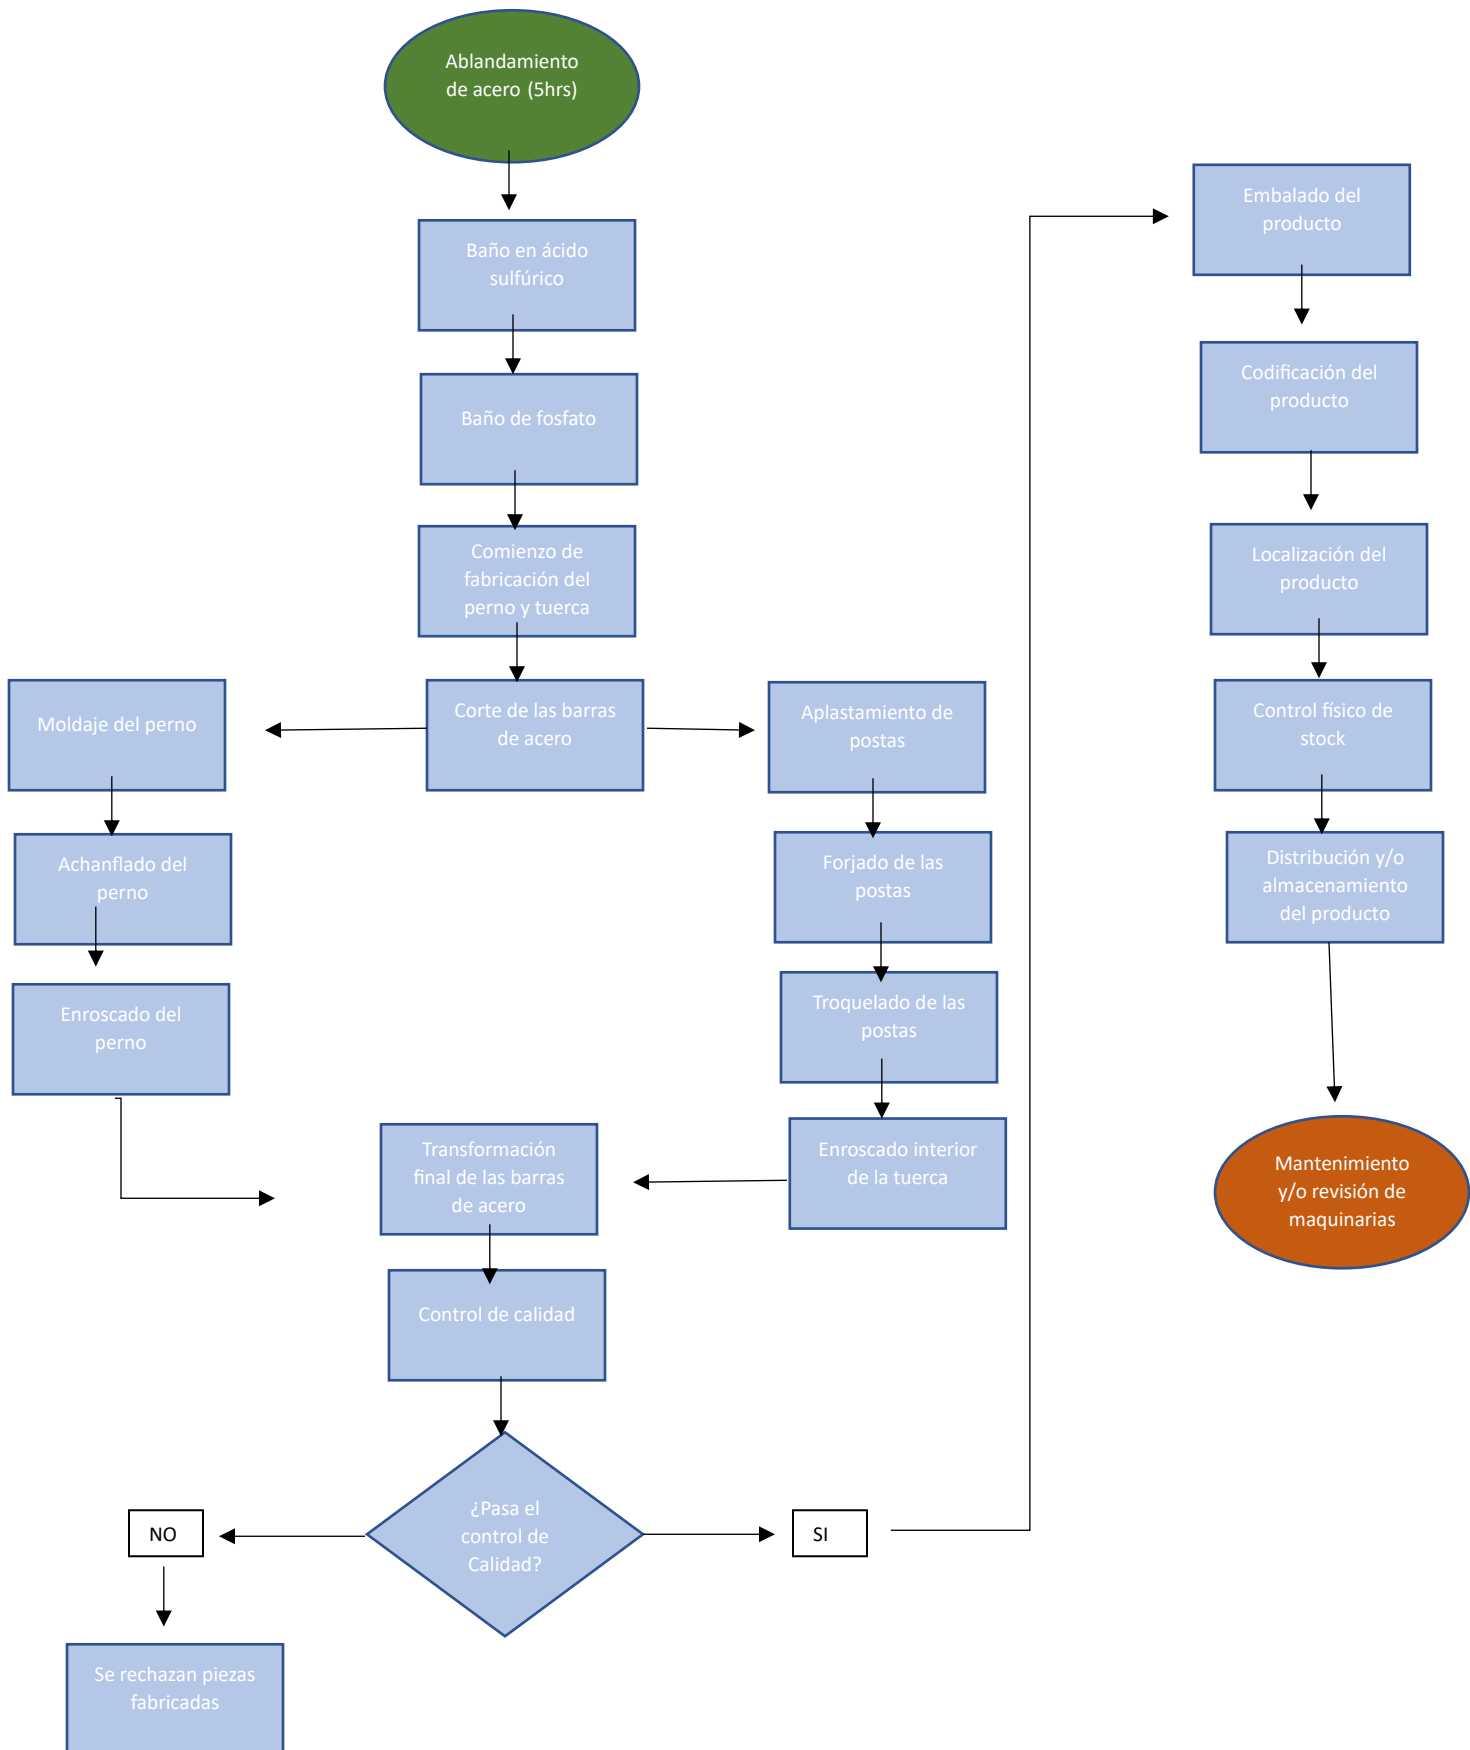 Ablandamiento
de acero (5hrs)
Baño en ácido
sulfúrico
Baño de fosfato
Comienzo de
fabricación del
perno y tuerca
Corte de las barras
de acero
Moldaje del perno
Achanflado del
perno
Enroscado del
perno
Aplastamiento de
postas
Forjado de las
postas
Troquelado de las
postas
Enroscado interior
de la tuerca
Transformación
final de las barras
de acero
Control de calidad
¿Pasa el
control de
Calidad?
NO
Se rechazan piezas
fabricadas
SI
Embalado del
producto
Codificación del
producto
Localización del
producto
Control físico de
stock
Distribución y/o
almacenamiento
del producto
Mantenimiento
y/o revisión de
maquinarias